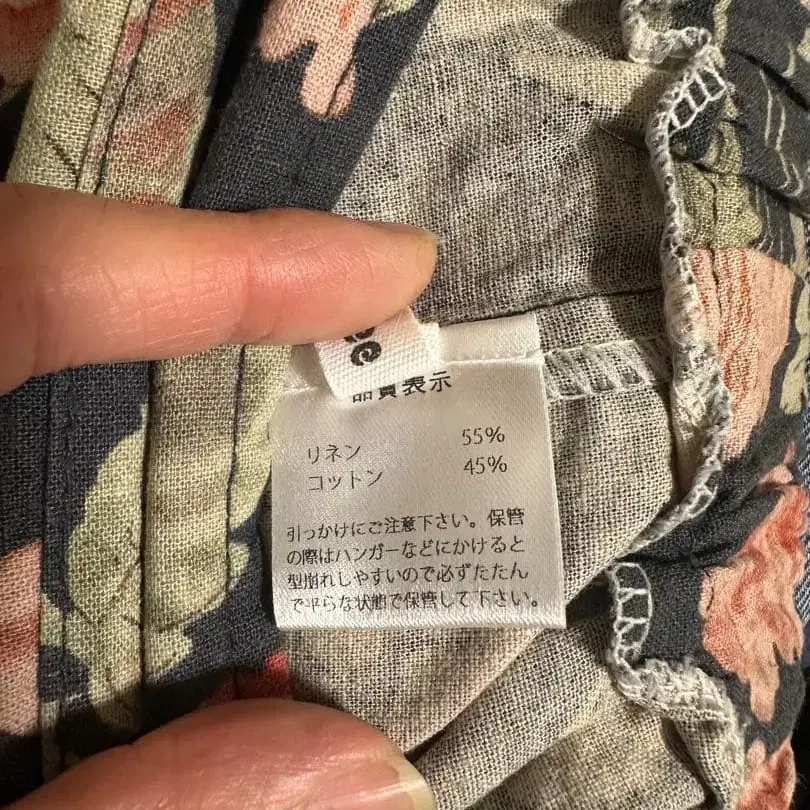 ee
品質表示
リネン 55%
コットン 45%
引っかけにご注意下さい。保管
の際はハンガーなどにかけると
型崩れしやすいので必ずたたん
で平らな状態で保管して下さい。